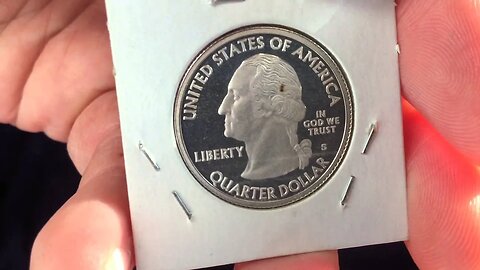 UNITED STATES OF AMERICA
IN
GOD WE
TRUST
LIBERTY
S
QUARTER DOLLAR